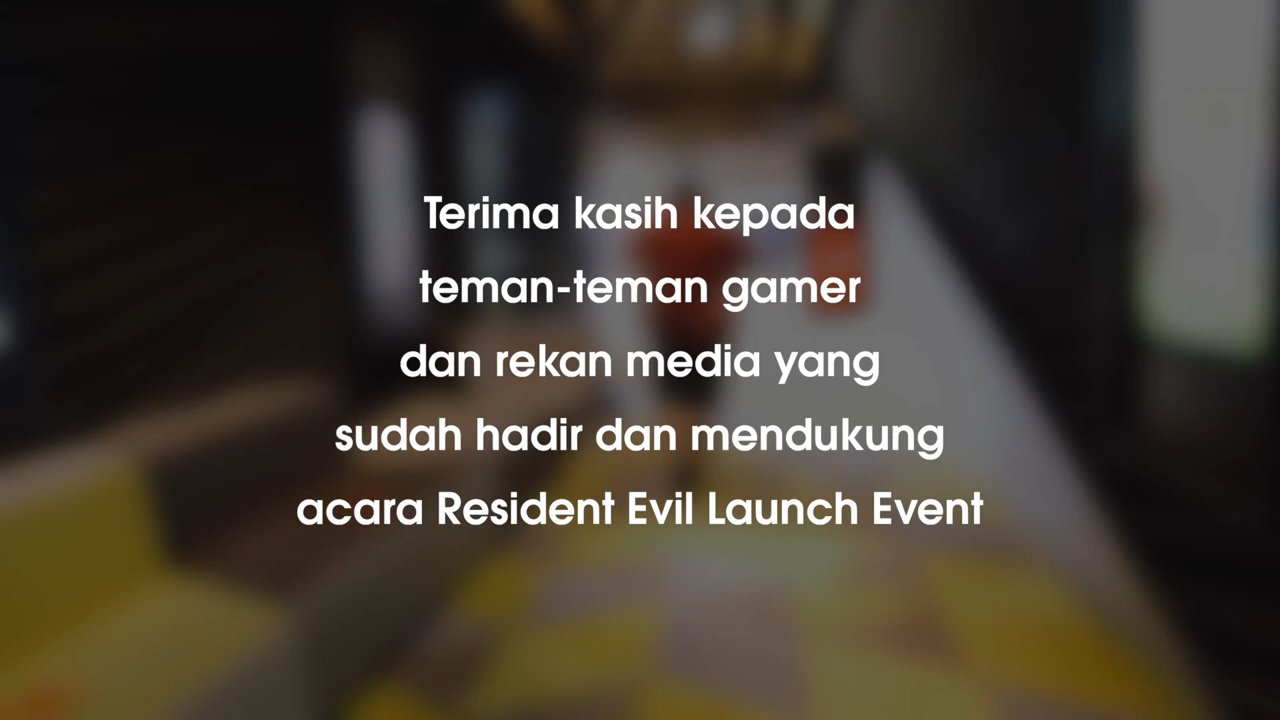 Terima kasih kepada
teman-teman gamer
dan rekan media yang
sudah hadir dan mendukung
acara Resident Evil Launch Event